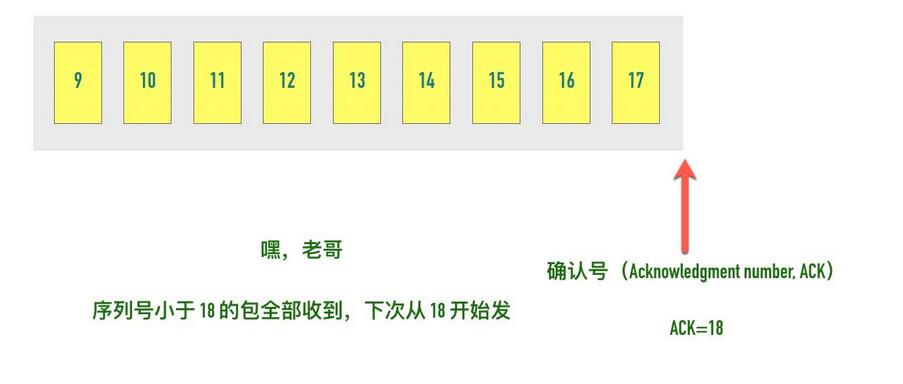 9 10 11 12 13 14 15 16 17
嘿，老哥
序列号小于 18 的包全部收到，下次从 18 开始发
确认号（Acknowledgment number, ACK）
ACK=18